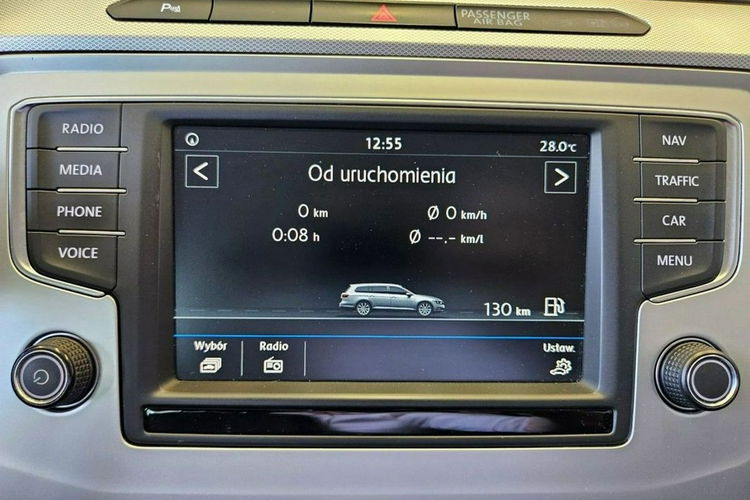 PASSENGER
AIR BAG
RADIO
MEDIA
PHONE
VOICE
12:55
28.0°C
Od uruchomienia
0 km
Ø 0 km/h
0:08 h
Ø --.- km/l
130 km
Wybór
Radio
Ustaw.
NAV
TRAFFIC
CAR
MENU